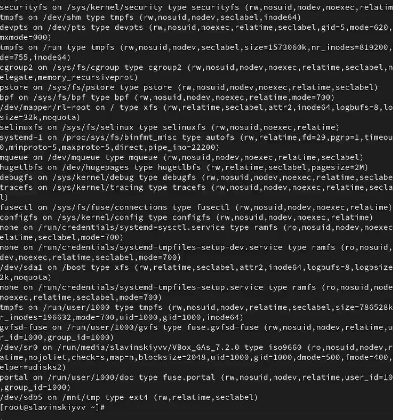 securityfs on /sys/kernel/security type securityfs (rw,nosuid,nodev,noexec,relatim
tmpfs on /dev/shm type tmpfs (rw,nosuid,nodev,seclabel,inode64)
devpts on /dev/pts type devpts (rw,nosuid,noexec,relatime,seclabel,gid=5,mode=620,
mxmode=000)
tmpfs on /run type tmpfs (rw,nosuid,nodev,seclabel,size=1573060k,nr_inodes=819200,
de=755,inode64)
cgroup2 on /sys/fs/cgroup type cgroup2 (rw,nosuid,nodev,noexec,relatime,seclabel,n
elegate,memory_recursiveprot)
pstore on /sys/fs/pstore type pstore (rw,nosuid,nodev,noexec,relatime,seclabel)
bpf on /sys/fs/bpf type bpf (rw,nosuid,nodev,noexec,relatime,mode=700)
/dev/mapper/rl-root on / type xfs (rw,relatime,seclabel,attr2,inode64,logbufs=8,lo
size=32k,noquota)
selinuxfs on /sys/fs/selinux type selinuxfs (rw,nosuid,noexec,relatime)
systemd-1 on /proc/sys/fs/binfmt_misc type autofs (rw,relatime,fd=29,pgrp=1,timeou
0,minproto=5,maxproto=5,direct,pipe_ino=22200)
mqueue on /dev/mqueue type mqueue (rw,nosuid,nodev,noexec,relatime,seclabel)
hugetlbfs on /dev/hugepages type hugetlbfs (rw,relatime,seclabel,pagesize=2M)
debugfs on /sys/kernel/debug type debugfs (rw,nosuid,nodev,noexec,relatime,seclabe
tracefs on /sys/kernel/tracing type tracefs (rw,nosuid,nodev,noexec,relatime,secla
l)
fusectl on /sys/fs/fuse/connections type fusectl (rw,nosuid,nodev,noexec,relatime)
configfs on /sys/kernel/config type configfs (rw,nosuid,nodev,noexec,relatime)
none on /run/credentials/systemd-sysctl.service type ramfs (ro,nosuid,nodev,noexec
elatime,seclabel,mode=700)
none on /run/credentials/systemd-tmpfiles-setup-dev.service type ramfs (ro,nosuid,
dev,noexec,relatime,seclabel,mode=700)
/dev/sda1 on /boot type xfs (rw,relatime,seclabel,attr2,inode64,logbufs=8,logbsize
2k,noquota)
none on /run/credentials/systemd-tmpfiles-setup.service type ramfs (ro,nosuid,node
noexec,relatime,seclabel,mode=700)
tmpfs on /run/user/1000 type tmpfs (rw,nosuid,nodev,relatime,seclabel,size=786528k
r_inodes=196632,mode=700,uid=1000,gid=1000,inode64)
gvfsd-fuse on /run/user/1000/gvfs type fuse.gvfsd-fuse (rw,nosuid,nodev,relatime,u
r_id=1000,group_id=1000)
/dev/sr0 on /run/media/slavinskiyvv/VBox_GAs_7.2.0 type iso9660 (ro,nosuid,nodev,r
atime,nojoliet,check=s,map=n,blocksize=2048,uid=1000,gid=1000,dmode=500,fmode=400,
elper=udisks2)
portal on /run/user/1000/doc type fuse.portal (rw,nosuid,nodev,relatime,user_id=10
,group_id=1000)
/dev/sdb5 on /mnt/tmp type ext4 (rw,relatime,seclabel)
[root@slavinskiyvv ~]#